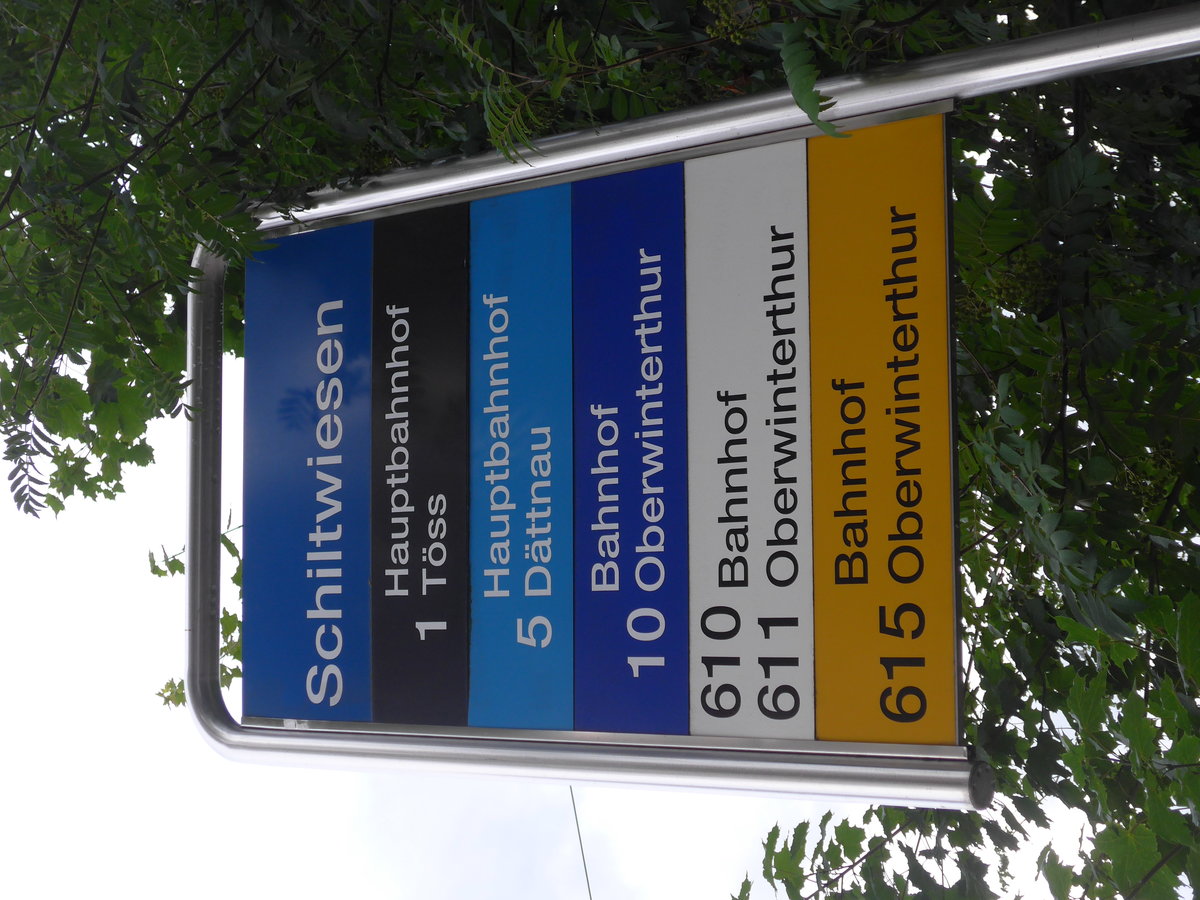 Schiltwiesen
Hauptbahnhof
1 Töss
Hauptbahnhof
5 Dättnau
Bahnhof
10 Oberwinterthur
610 Bahnhof
611 Oberwinterthur
Bahnhof
615 Oberwinterthur